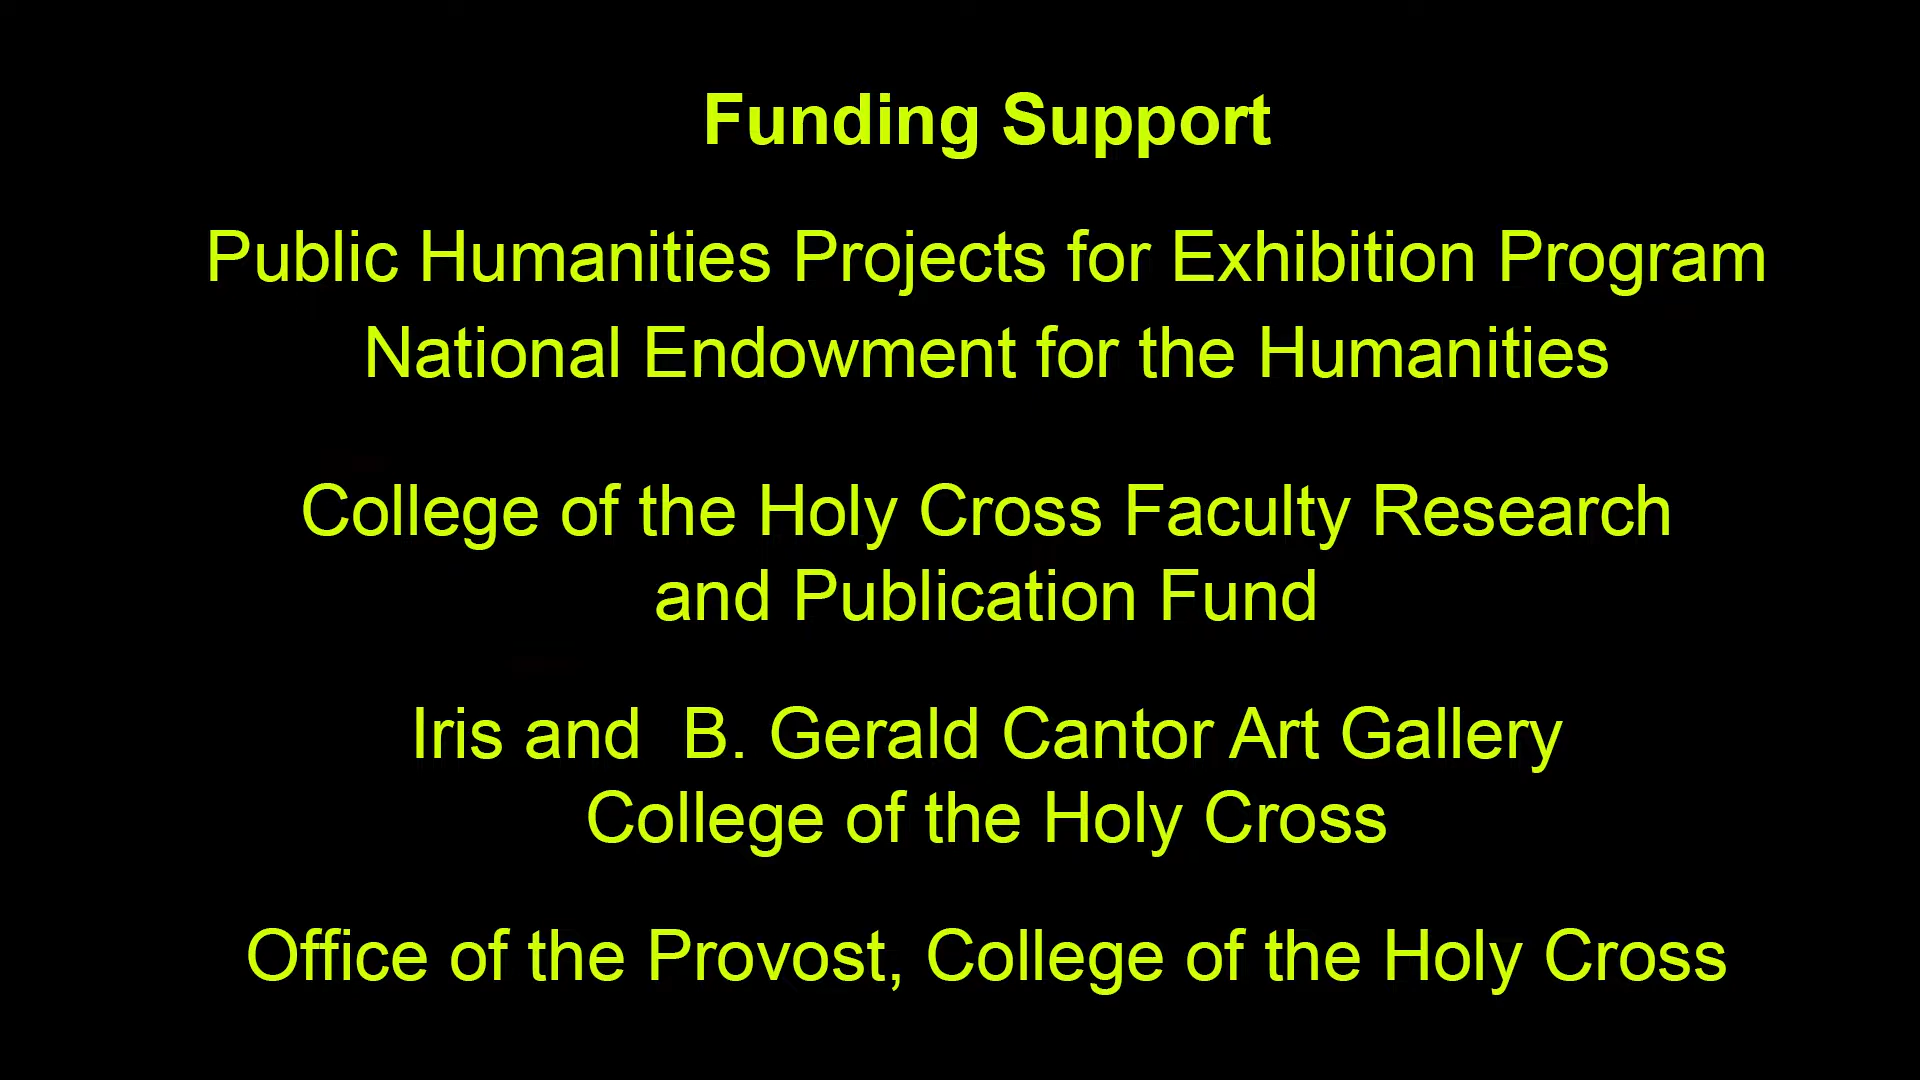 Funding Support
Public Humanities Projects for Exhibition Program
National Endowment for the Humanities
College of the Holy Cross Faculty Research
and Publication Fund
Iris and  B. Gerald Cantor Art Gallery
College of the Holy Cross
Office of the Provost, College of the Holy Cross